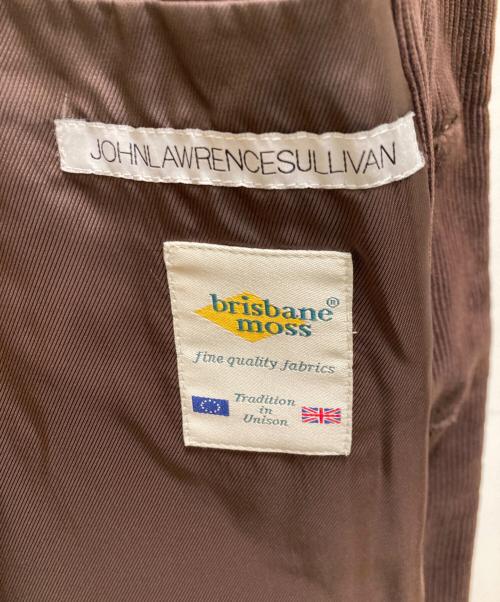 JOHNLAWRENCESULLIVAN
brisbane®
moss
fine quality fabrics
Tradition
in
Unison